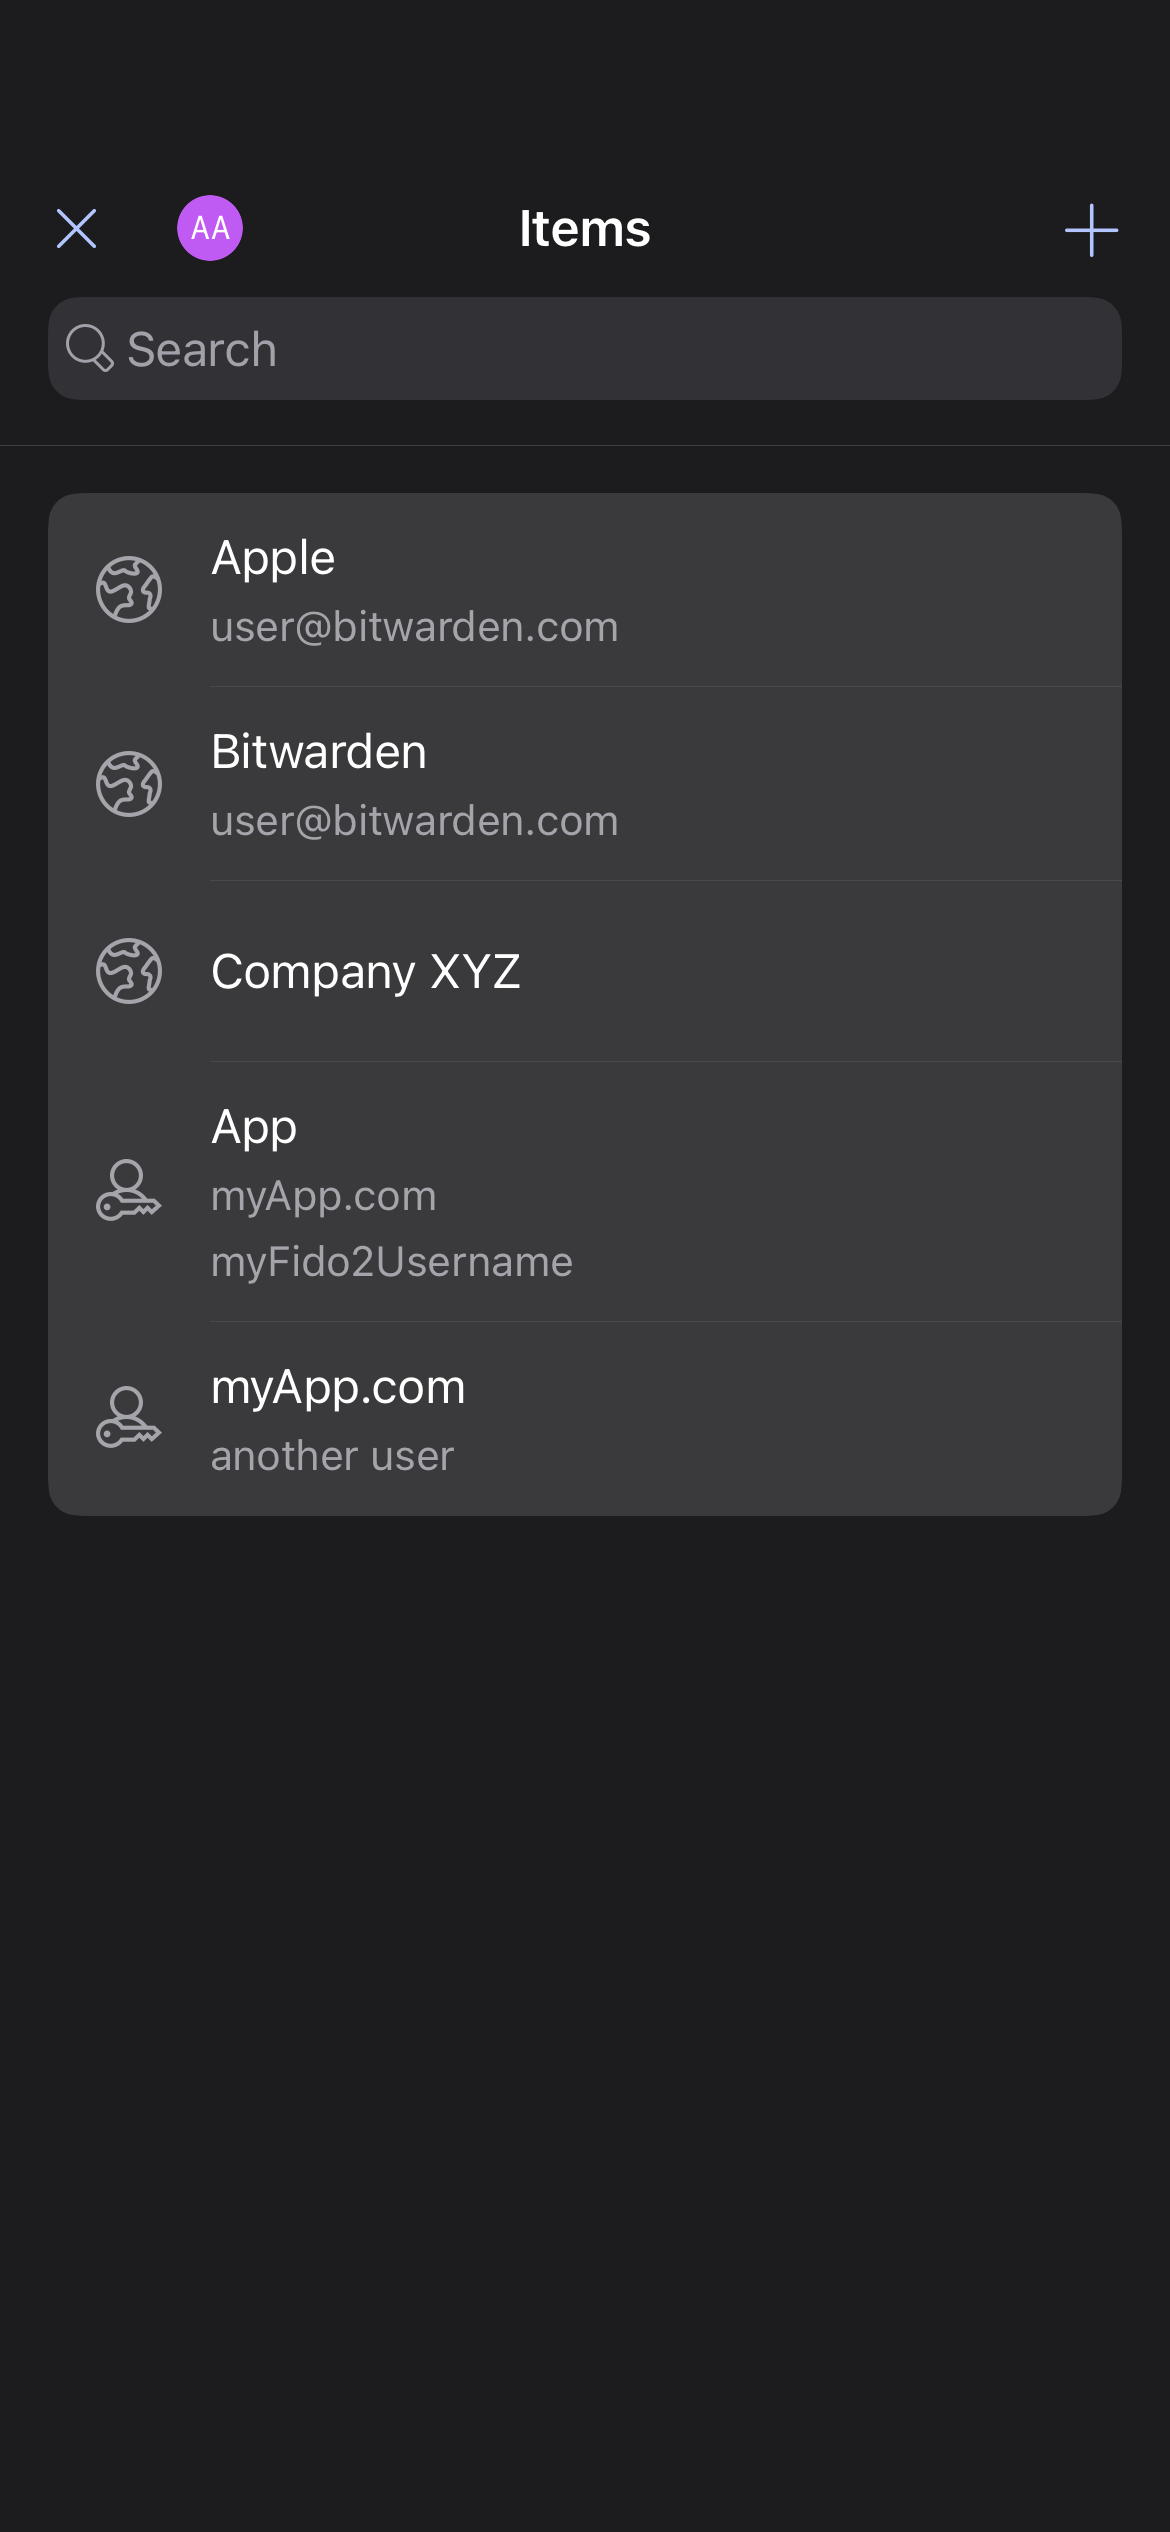 AA
Items
Search
Apple
user@bitwarden.com
Bitwarden
user@bitwarden.com
Company XYZ
App
myApp.com
myFido2Username
myApp.com
another user